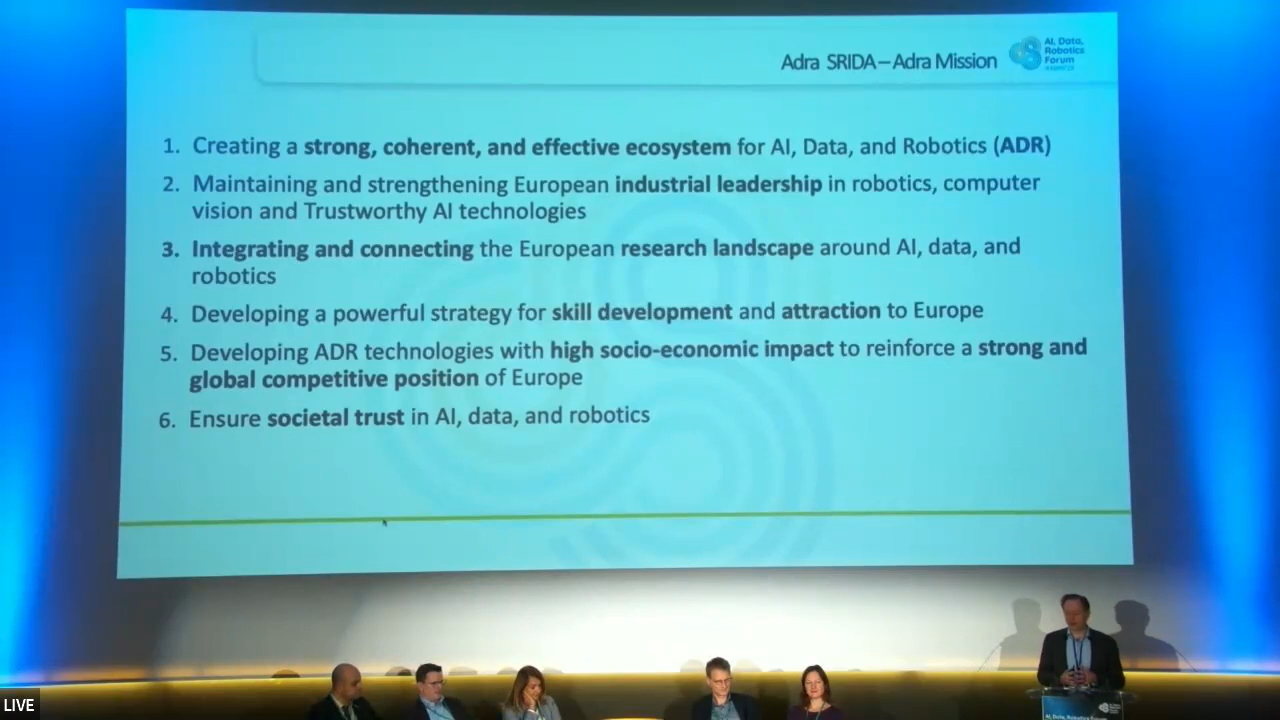 Adra SRIDA – Adra Mission
AI, Data,
Robotics
Forum
1. Creating a strong, coherent, and effective ecosystem for AI, Data, and Robotics (ADR)
2. Maintaining and strengthening European industrial leadership in robotics, computer
vision and Trustworthy AI technologies
3. Integrating and connecting the European research landscape around AI, data, and
robotics
4. Developing a powerful strategy for skill development and attraction to Europe
5. Developing ADR technologies with high socio-economic impact to reinforce a strong and
global competitive position of Europe
6. Ensure societal trust in AI, data, and robotics
LIVE